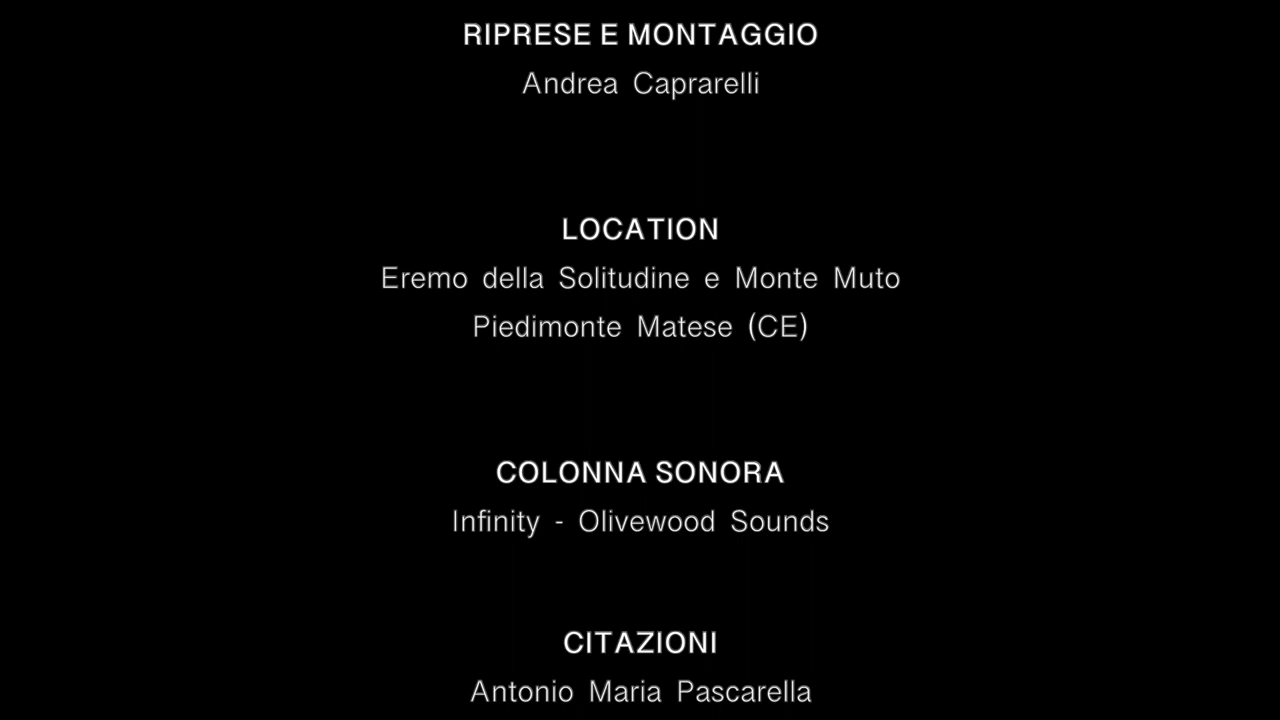 RIPRESE E MONTAGGIO
Andrea Caprarelli
LOCATION
Eremo della Solitudine e Monte Muto
Piedimonte Matese (CE)
COLONNA SONORA
Infinity - Olivewood Sounds
CITAZIONI
Antonio Maria Pascarella